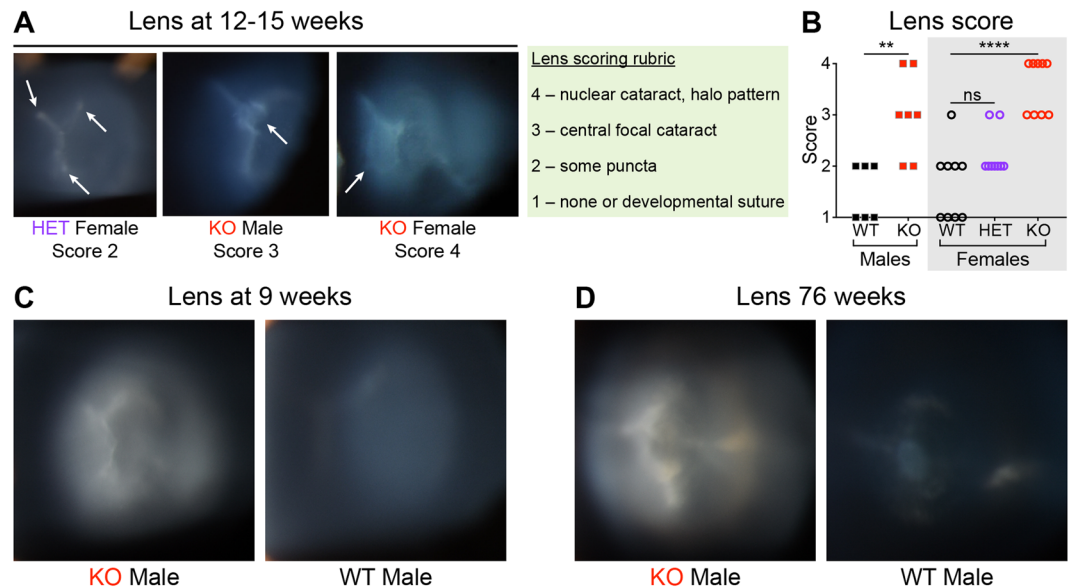 A
Lens at 12-15 weeks
HET Female
Score 2
KO Male
Score 3
KO Female
Score 4
Lens scoring rubric
4 – nuclear cataract, halo pattern
3 – central focal cataract
2 – some puncta
1 – none or developmental suture
B
Lens score
**
****
ns
Score
4
3
2
1
WT KO WT HET KO
Males Females
C
Lens at 9 weeks
KO Male
WT Male
D
Lens 76 weeks
KO Male
WT Male